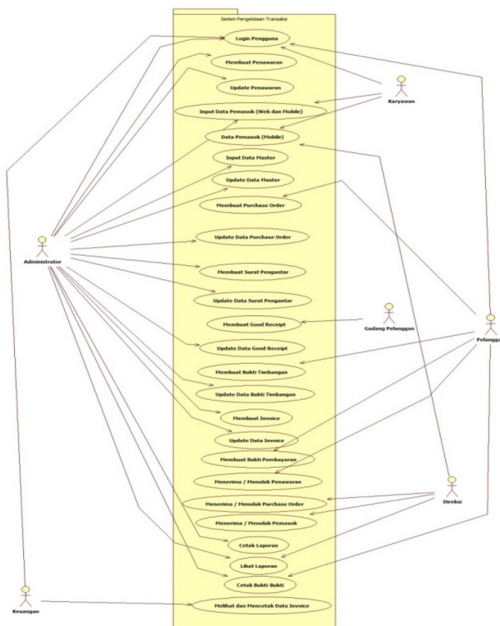 Sistem Pengelolaan Transaksi
Login Pengguna
Membuat Penawaran
Update Penawaran
Karyawan
Input Data Pemasok (Web dan Mobile)
Data Pemasok (Mobile)
Input Data Master
Update Data Master
Membuat Purchase Order
Update Data Purchase Order
Administrator
Membuat Surat Pengantar
Update Data Surat Pengantar
Membuat Good Receipt
Gudang Pelanggan
Pelangga
Update Data Good Receipt
Membuat Bukti Timbangan
Update Data Bukti Timbangan
Membuat Invoice
Update Data Invoice
Membuat Bukti Pembayaran
Menerima / Menolak Penawaran
Menerima / Menolak Purchase Order
Direksi
Menerima / Menolak Pemasok
Cetak Laporan
Lihat Laporan
Cetak Bukti-Bukti
Melihat dan Mencetak Data Invoice
Keuangan